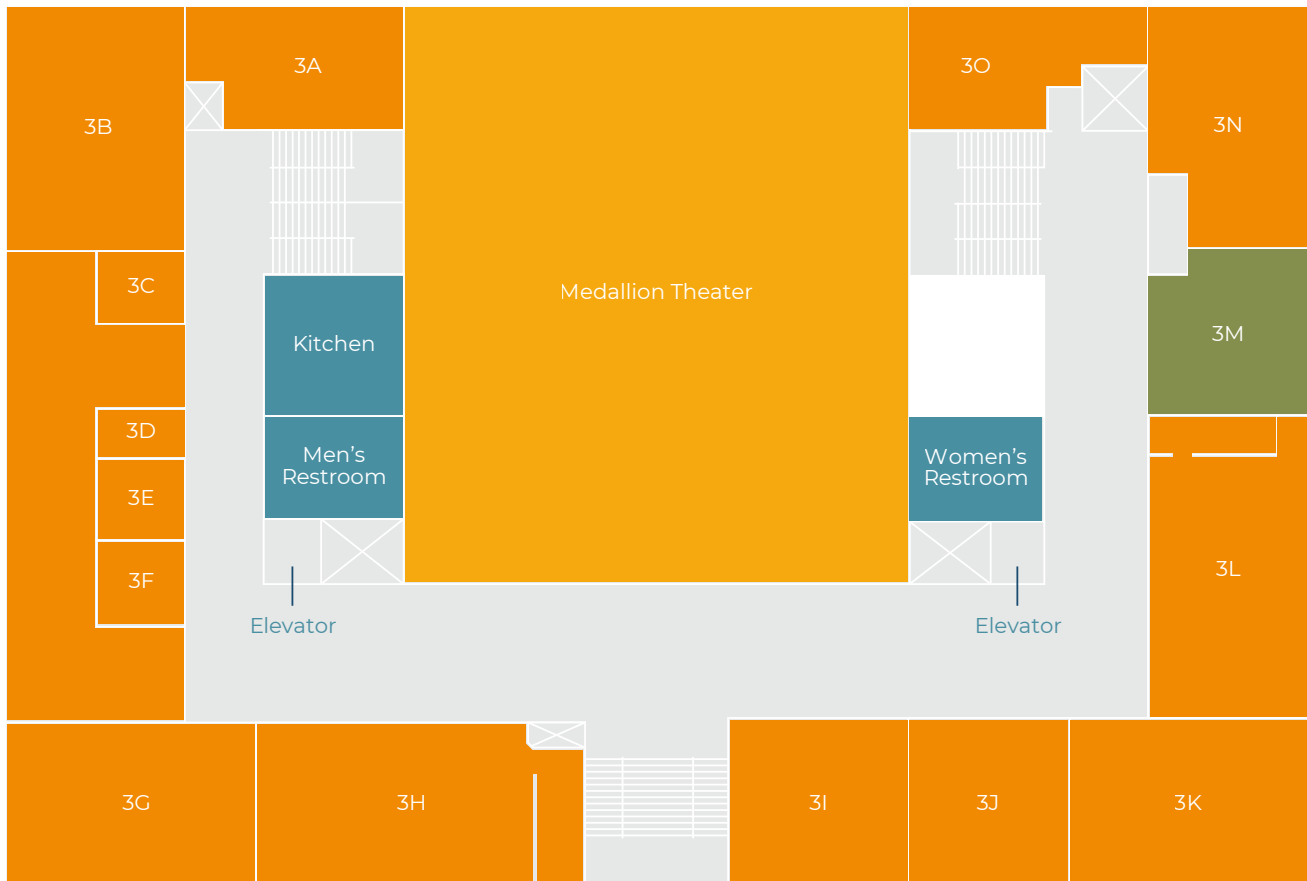 3A
3O
3B
3N
3C
Medallion Theater
3M
Kitchen
3D
Men’s
Restroom
Women’s
Restroom
3E
3F
3L
Elevator
Elevator
3G
3H
3I
3J
3K